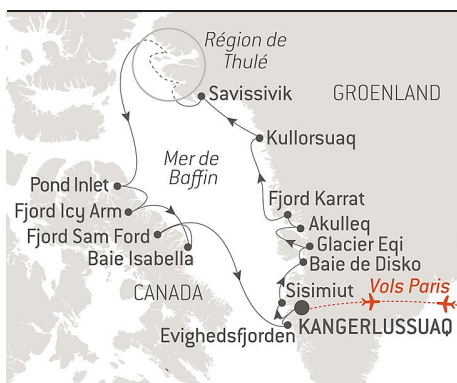 Région de
Thulé
Savissivik
GROENLAND
Kullorsuaq
Mer de
Baffin
Pond Inlet
Fjord Karrat
Fjord Icy Arm
Akulleq
Fjord Sam Ford
Glacier Eqi
Baie Isabella
Baie de Disko
CANADA
Sisimiut
Vols Paris
Evighedsfjorden
KANGERLUSSUAQ